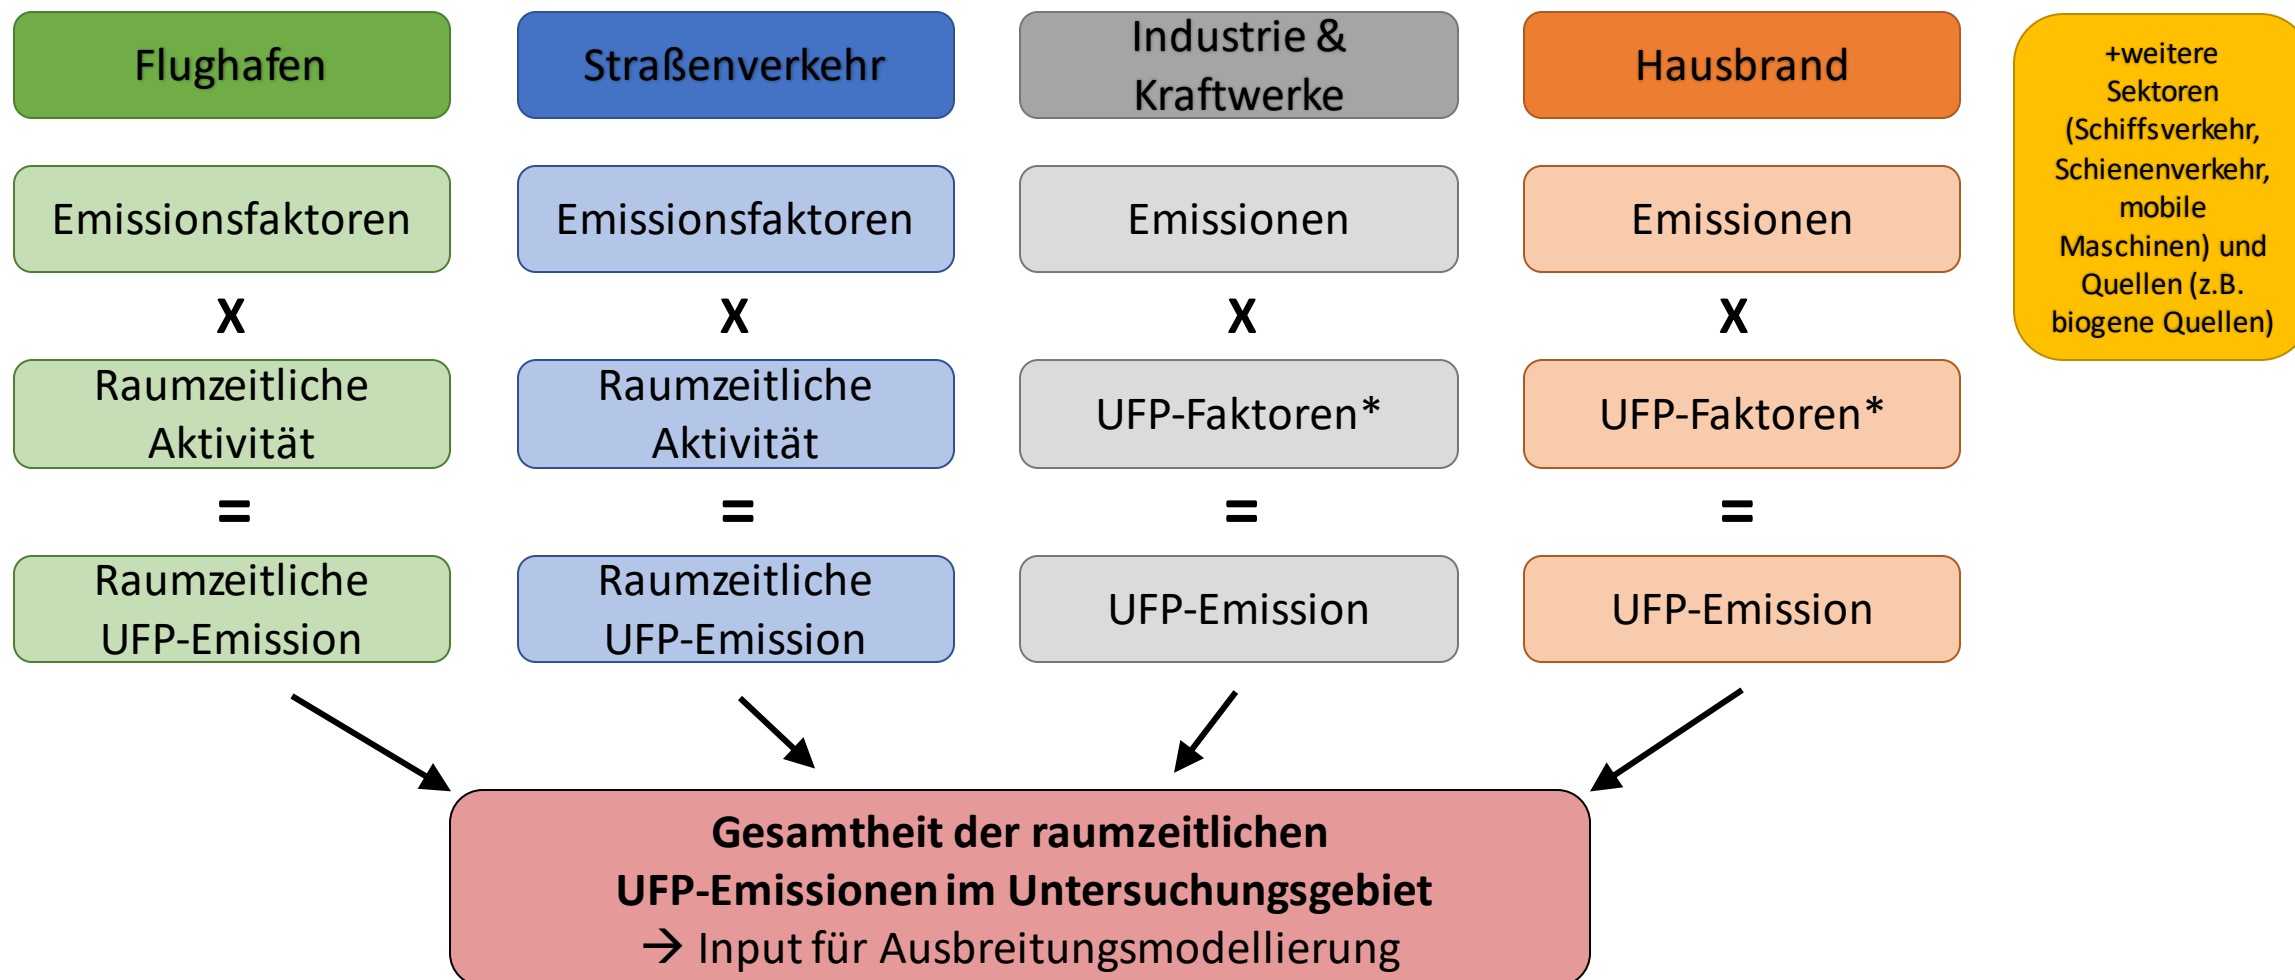 Flughafen
Straßenverkehr
Industrie &
Kraftwerke
Hausbrand
+weitere
Sektoren
(Schiffsverkehr,
Schienenverkehr,
mobile
Maschinen) und
Quellen (z.B.
biogene Quellen)
Emissionsfaktoren
Emissionsfaktoren
Emissionen
Emissionen
x
x
x
x
Raumzeitliche
Aktivität
Raumzeitliche
Aktivität
UFP-Faktoren*
UFP-Faktoren*
=
=
=
=
Raumzeitliche
UFP-Emission
Raumzeitliche
UFP-Emission
UFP-Emission
UFP-Emission
Gesamtheit der raumzeitlichen
UFP-Emissionen im Untersuchungsgebiet
→ Input für Ausbreitungsmodellierung